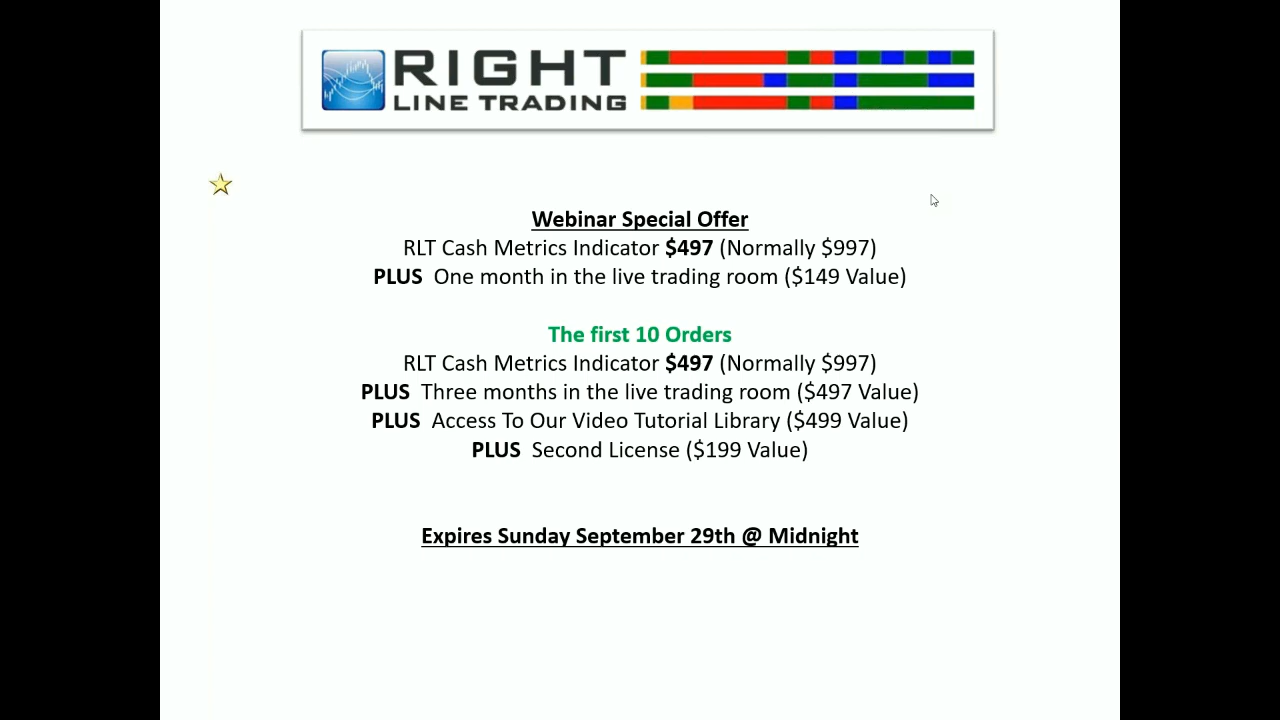 RIGHT
LINE TRADING
Webinar Special Offer
RLT Cash Metrics Indicator $497 (Normally $997)
PLUS One month in the live trading room ($149 Value)
The first 10 Orders
RLT Cash Metrics Indicator $497 (Normally $997)
PLUS Three months in the live trading room ($497 Value)
PLUS Access To Our Video Tutorial Library ($499 Value)
PLUS Second License ($199 Value)
Expires Sunday September 29th @ Midnight